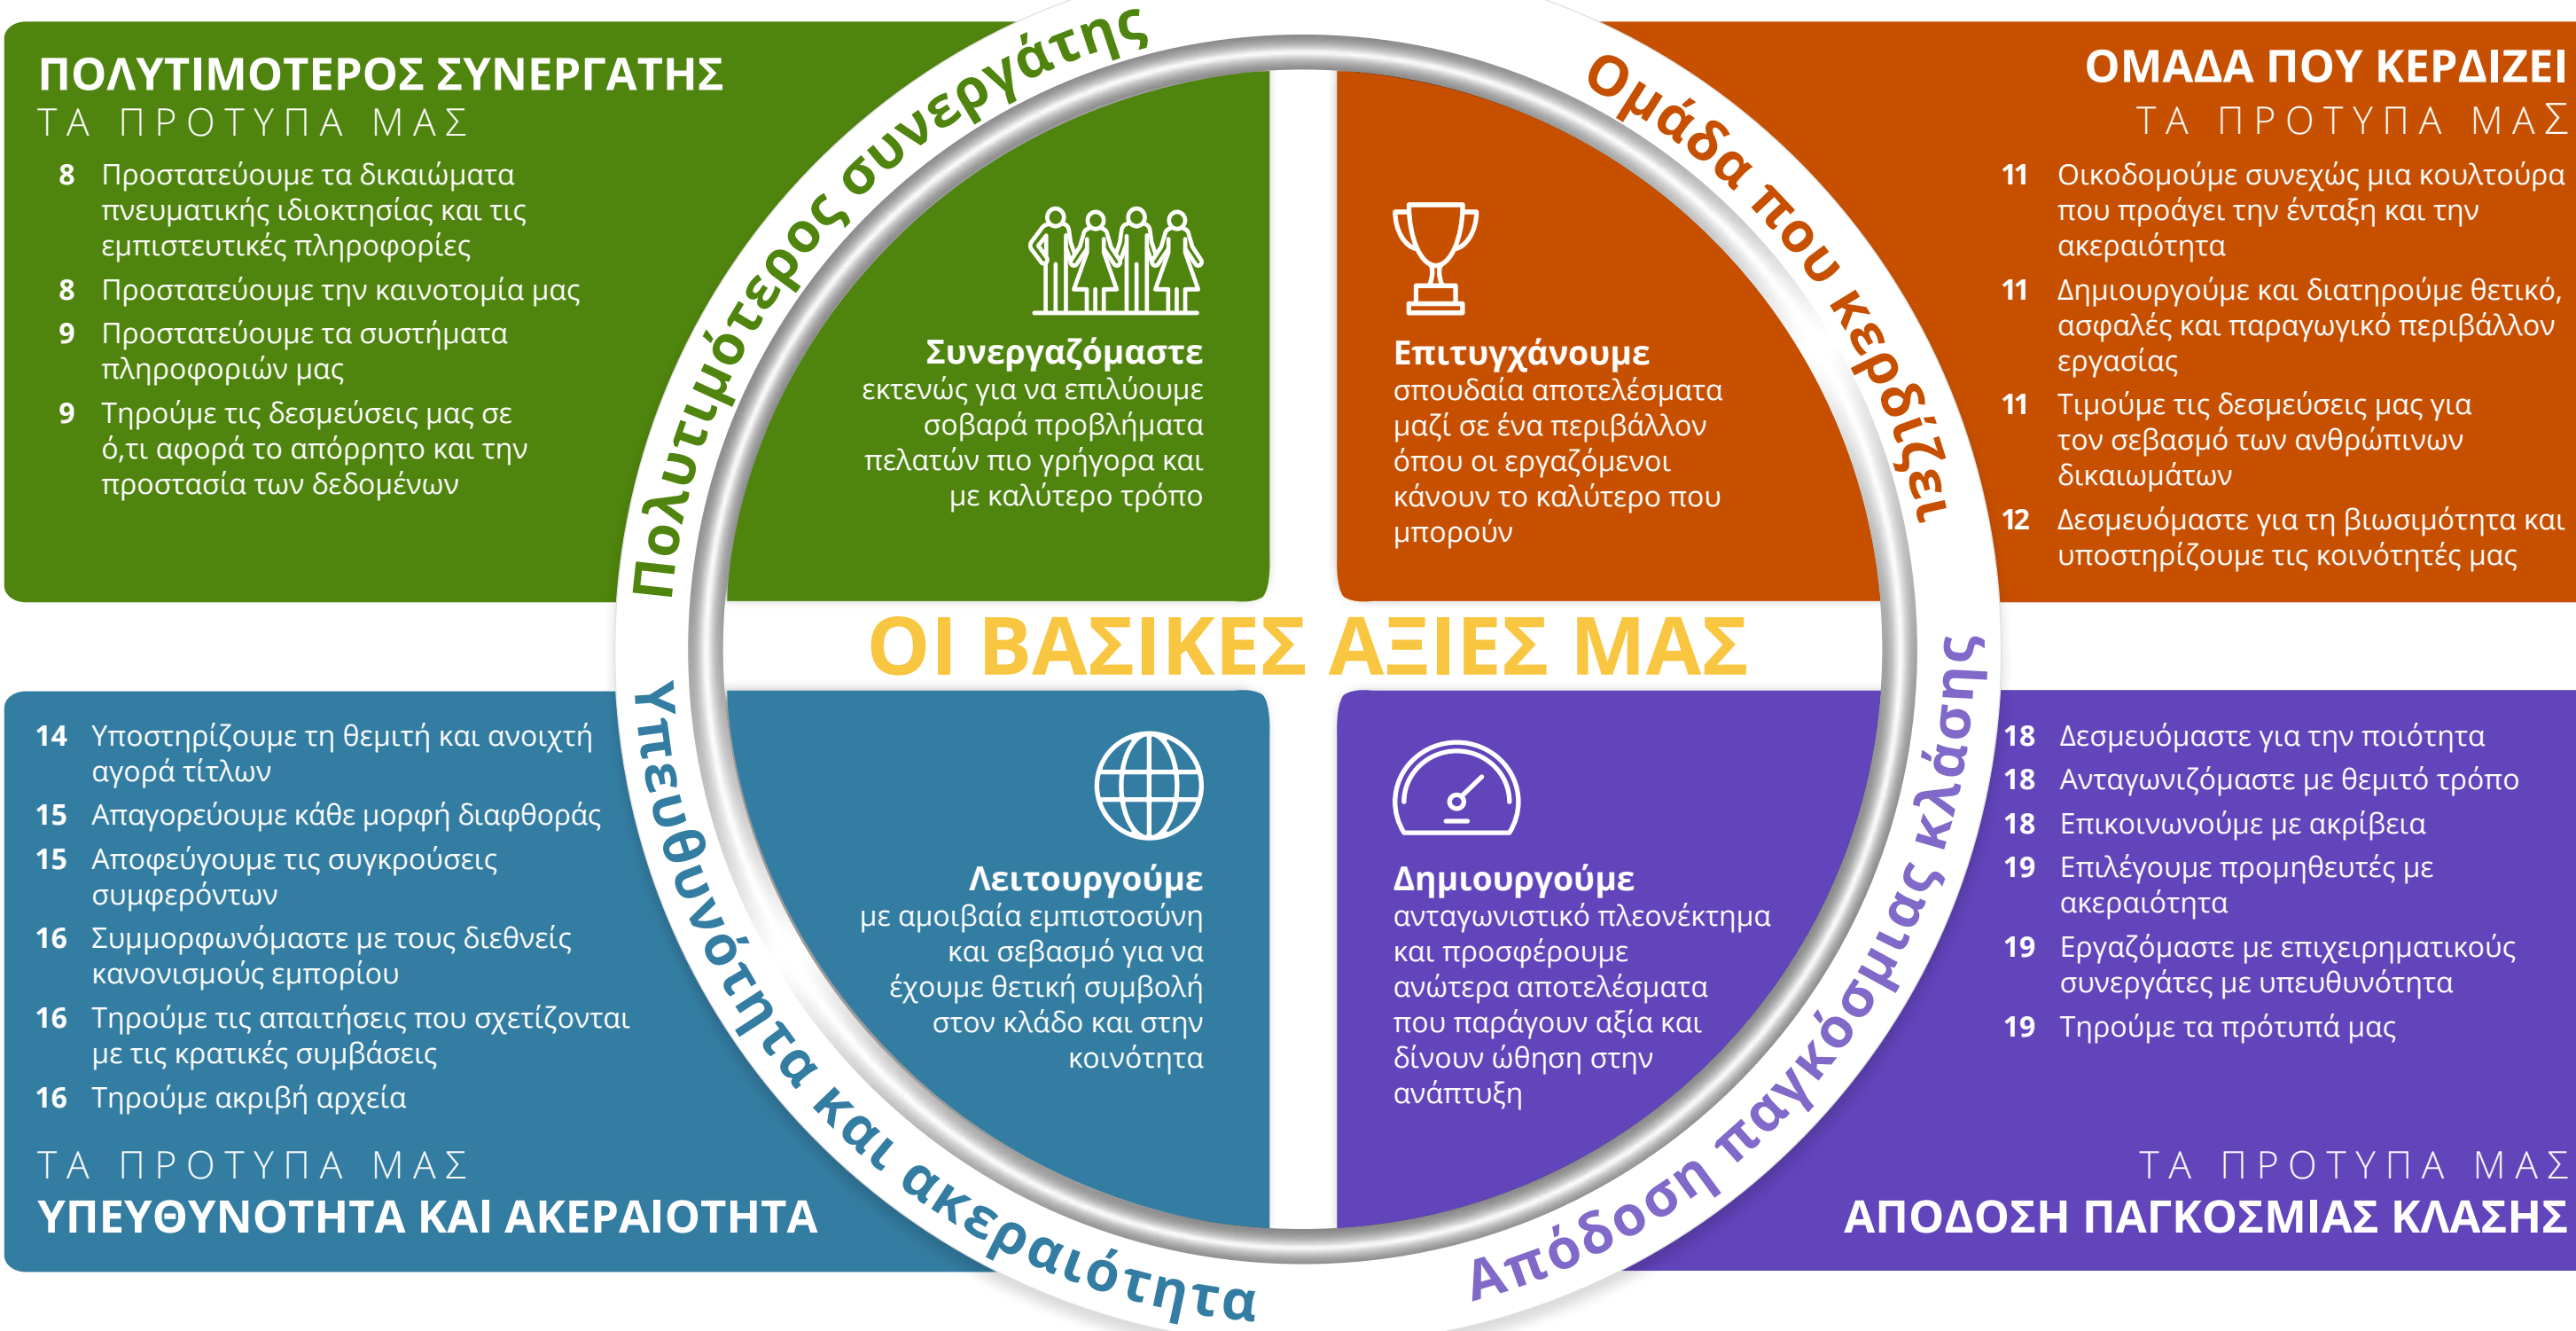 ΠΟΛΥΤΙΜΟΤΕΡΟΣ ΣΥΝΕΡΓΑΤΗΣ
ΤΑ ΠΡΟΤΥΠΑ ΜΑΣ
8 Προστατεύουμε τα δικαιώματα
πνευματικής ιδιοκτησίας και τις
εμπιστευτικές πληροφορίες
8 Προστατεύουμε την καινοτομία μας
9 Προστατεύουμε τα συστήματα
πληροφοριών μας
9 Τηρούμε τις δεσμεύσεις μας σε
ό,τι αφορά το απόρρητο και την
προστασία των δεδομένων
Πολυτιμότερος συνεργάτης
Συνεργαζόμαστε
εκτενώς για να επιλύουμε
σοβαρά προβλήματα
πελατών πιο γρήγορα και
με καλύτερο τρόπο
Επιτυγχάνουμε
σπουδαία αποτελέσματα
μαζί σε ένα περιβάλλον
όπου οι εργαζόμενοι
κάνουν το καλύτερο που
μπορούν
Ομάδα που κερδίζει
ΟΜΑΔΑ ΠΟΥ ΚΕΡΔΙΖΕΙ
ΤΑ ΠΡΟΤΥΠΑ ΜΑΣ
11 Οικοδομούμε συνεχώς μια κουλτούρα
που προάγει την ένταξη και την
ακεραιότητα
11 Δημιουργούμε και διατηρούμε θετικό,
ασφαλές και παραγωγικό περιβάλλον
εργασίας
11 Τιμούμε τις δεσμεύσεις μας για
τον σεβασμό των ανθρώπινων
δικαιωμάτων
12 Δεσμευόμαστε για τη βιωσιμότητα και
υποστηρίζουμε τις κοινότητές μας
ΟΙ ΒΑΣΙΚΕΣ ΑΞΙΕΣ ΜΑΣ
14 Υποστηρίζουμε τη θεμιτή και ανοιχτή
αγορά τίτλων
15 Απαγορεύουμε κάθε μορφή διαφθοράς
15 Αποφεύγουμε τις συγκρούσεις
συμφερόντων
16 Συμμορφωνόμαστε με τους διεθνείς
κανονισμούς εμπορίου
16 Τηρούμε τις απαιτήσεις που σχετίζονται
με τις κρατικές συμβάσεις
16 Τηρούμε ακριβή αρχεία
ΤΑ ΠΡΟΤΥΠΑ ΜΑΣ
ΥΠΕΥΘΥΝΟΤΗΤΑ ΚΑΙ ΑΚΕΡΑΙΟΤΗΤΑ
Υπευθυνότητα και ακεραιότητα
Λειτουργούμε
με αμοιβαία εμπιστοσύνη
και σεβασμό για να
έχουμε θετική συμβολή
στον κλάδο και στην
κοινότητα
Δημιουργούμε
ανταγωνιστικό πλεονέκτημα
και προσφέρουμε
ανώτερα αποτελέσματα
που παράγουν αξία και
δίνουν ώθηση στην
ανάπτυξη
Απόδοση παγκόσμιας κλάσης
18 Δεσμευόμαστε για την ποιότητα
18 Ανταγωνιζόμαστε με θεμιτό τρόπο
18 Επικοινωνούμε με ακρίβεια
19 Επιλέγουμε προμηθευτές με
ακεραιότητα
19 Εργαζόμαστε με επιχειρηματικούς
συνεργάτες με υπευθυνότητα
19 Τηρούμε τα πρότυπά μας
ΤΑ ΠΡΟΤΥΠΑ ΜΑΣ
ΑΠΟΔΟΣΗ ΠΑΓΚΟΣΜΙΑΣ ΚΛΑΣΗΣ